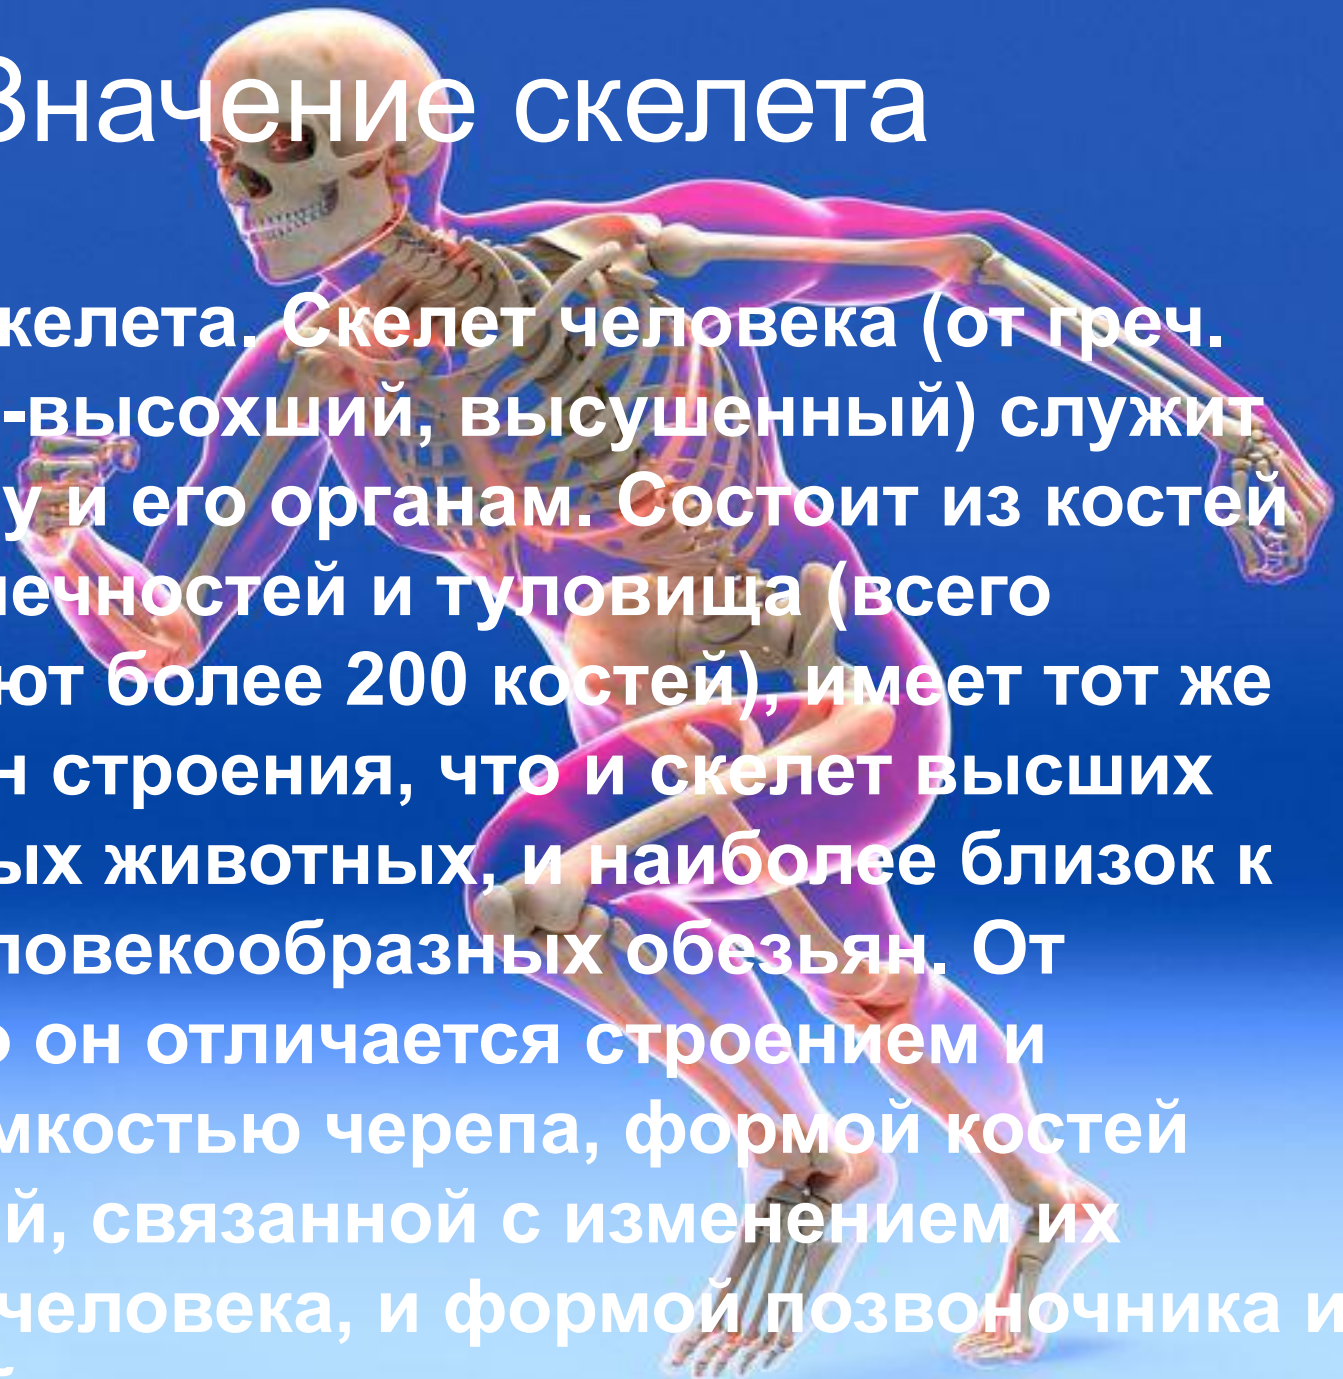 Значение скелета
келета. Скелет человека (от греч.
-высохший, высушенный) служит
у и его органам. Состоит из костей
нечностей и туловища (всего
ют более 200 костей), имеет тот же
н строения, что и скелет высших
ых животных, и наиболее близок к
ловекообразных обезьян. От
о он отличается строением и
мкостью черепа, формой костей
й, связанной с изменением их
человека, и формой позвоночника и